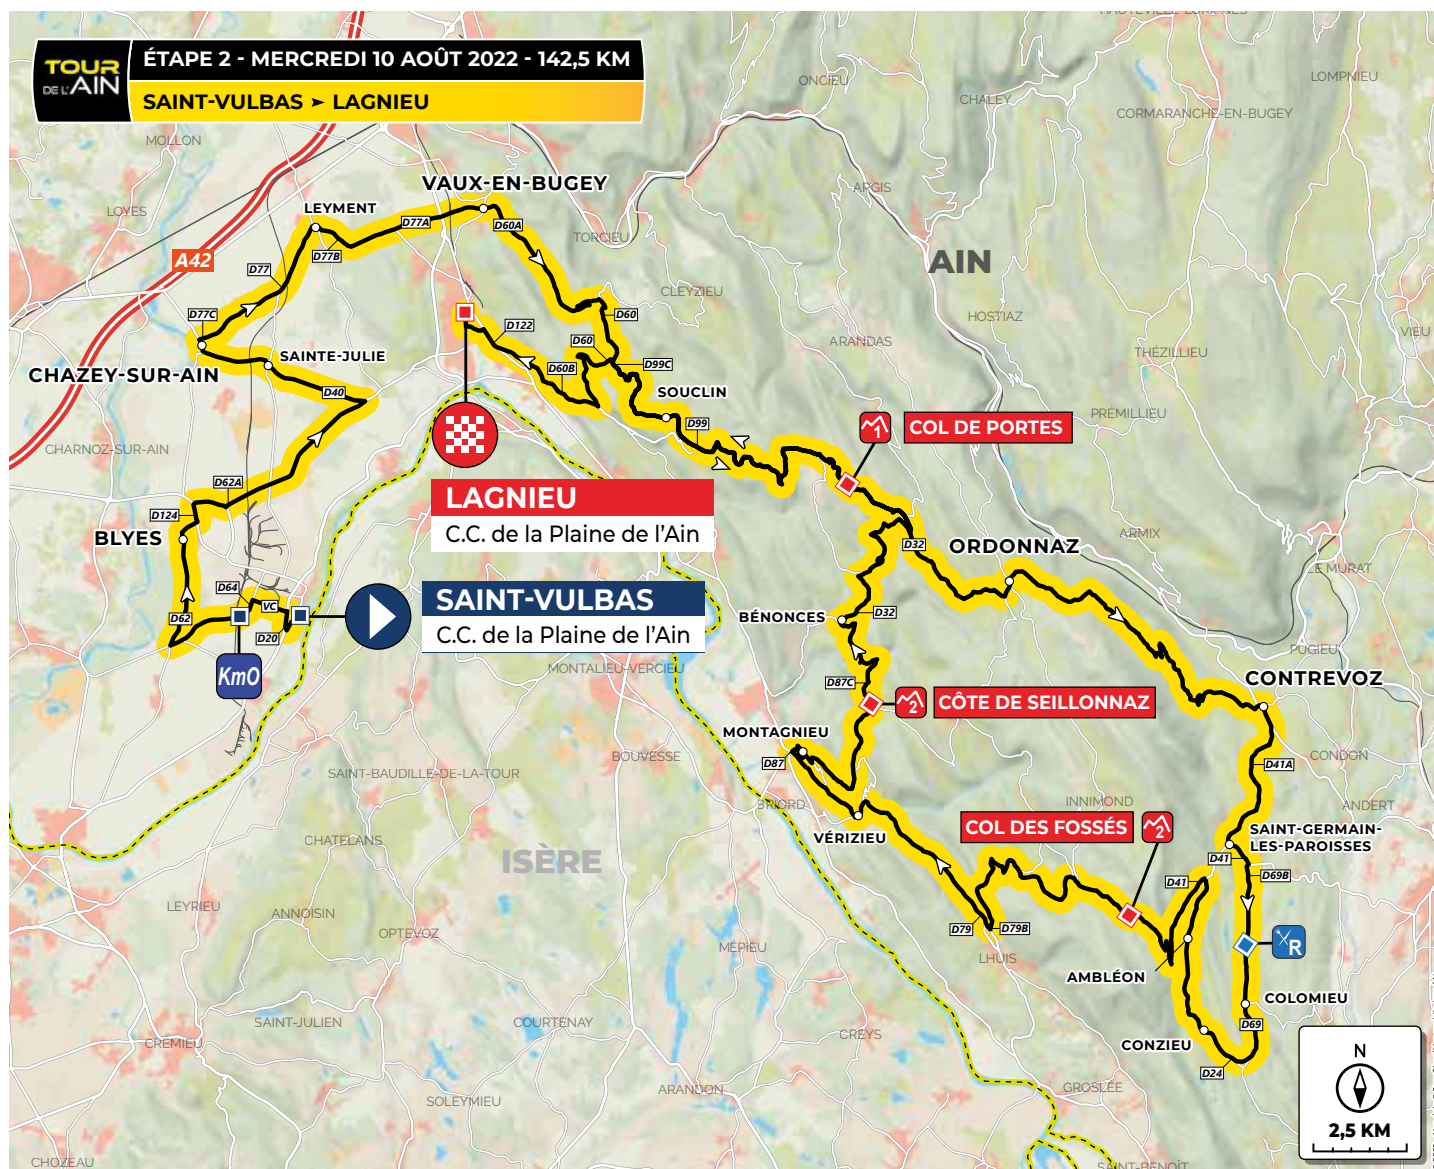 TOUR
DE L'AIN
ÉTAPE 2 - MERCREDI 10 AOÛT 2022 - 142,5 KM
SAINT-VULBAS ➤ LAGNIEU
ONCIEU
LOMPNIEU
CHALEY
CORMARANCHE-EN-BUGEY
MOLLON
VAUX-EN-BUGEY
ARGIS
LOYES
LEYMENT
D77A
D60A
TORCIEU
D77B
A42
D77
AIN
CLEYZIEU
D77C
D122
D60
HOSTIAZ
VIEU
D60
ARANDAS
THÉZILLIEU
SAINTE-JULIE
D60B
D99C
CHAZEY-SUR-AIN
D40
SOUCLIN
PRÉMILLIEU
D99
COL DE PORTES
1
CHARNOZ-SUR-AIN
D62A
LAGNIEU
C.C. de la Plaine de l'Ain
D124
BLYES
ARMIX
D32
ORDONNAZ
LE MURAT
D64
VC
SAINT-VULBAS
C.C. de la Plaine de l'Ain
D62
D20
BÉNONCES
D32
PUGIEU
Km0
MONTALIEU-VERCIEU
D87C
CONTREVOZ
2
CÔTE DE SEILLONNAZ
MONTAGNIEU
BOUVESSE
D87
CONDON
D41A
SAINT-BAUDILLE-DE-LA-TOUR
BRIORD
INNIMOND
ANDERT
COL DES FOSSÉS
2
VÉRIZIEU
SAINT-GERMAIN-
LES-PAROISSES
CHATELANS
ISÈRE
D41
D69B
D41
LEYRIEU
ANNOISIN
OPTEVOZ
D79
D79B
MÉPIEU
R
LHUIS
AMBLÉON
COLOMIEU
SAINT-JULIEN
COURTENAY
D69
CREYS
CRÉMIEU
CONZIEU
D24
ARANDON
GROSLÉE
SOLEYMIEU
N
2,5 KM
CHOZEAU
SAINT-BENOÎT